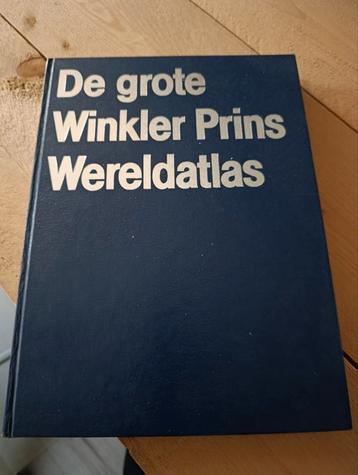 De grote
Winkler Prins
Wereldatlas